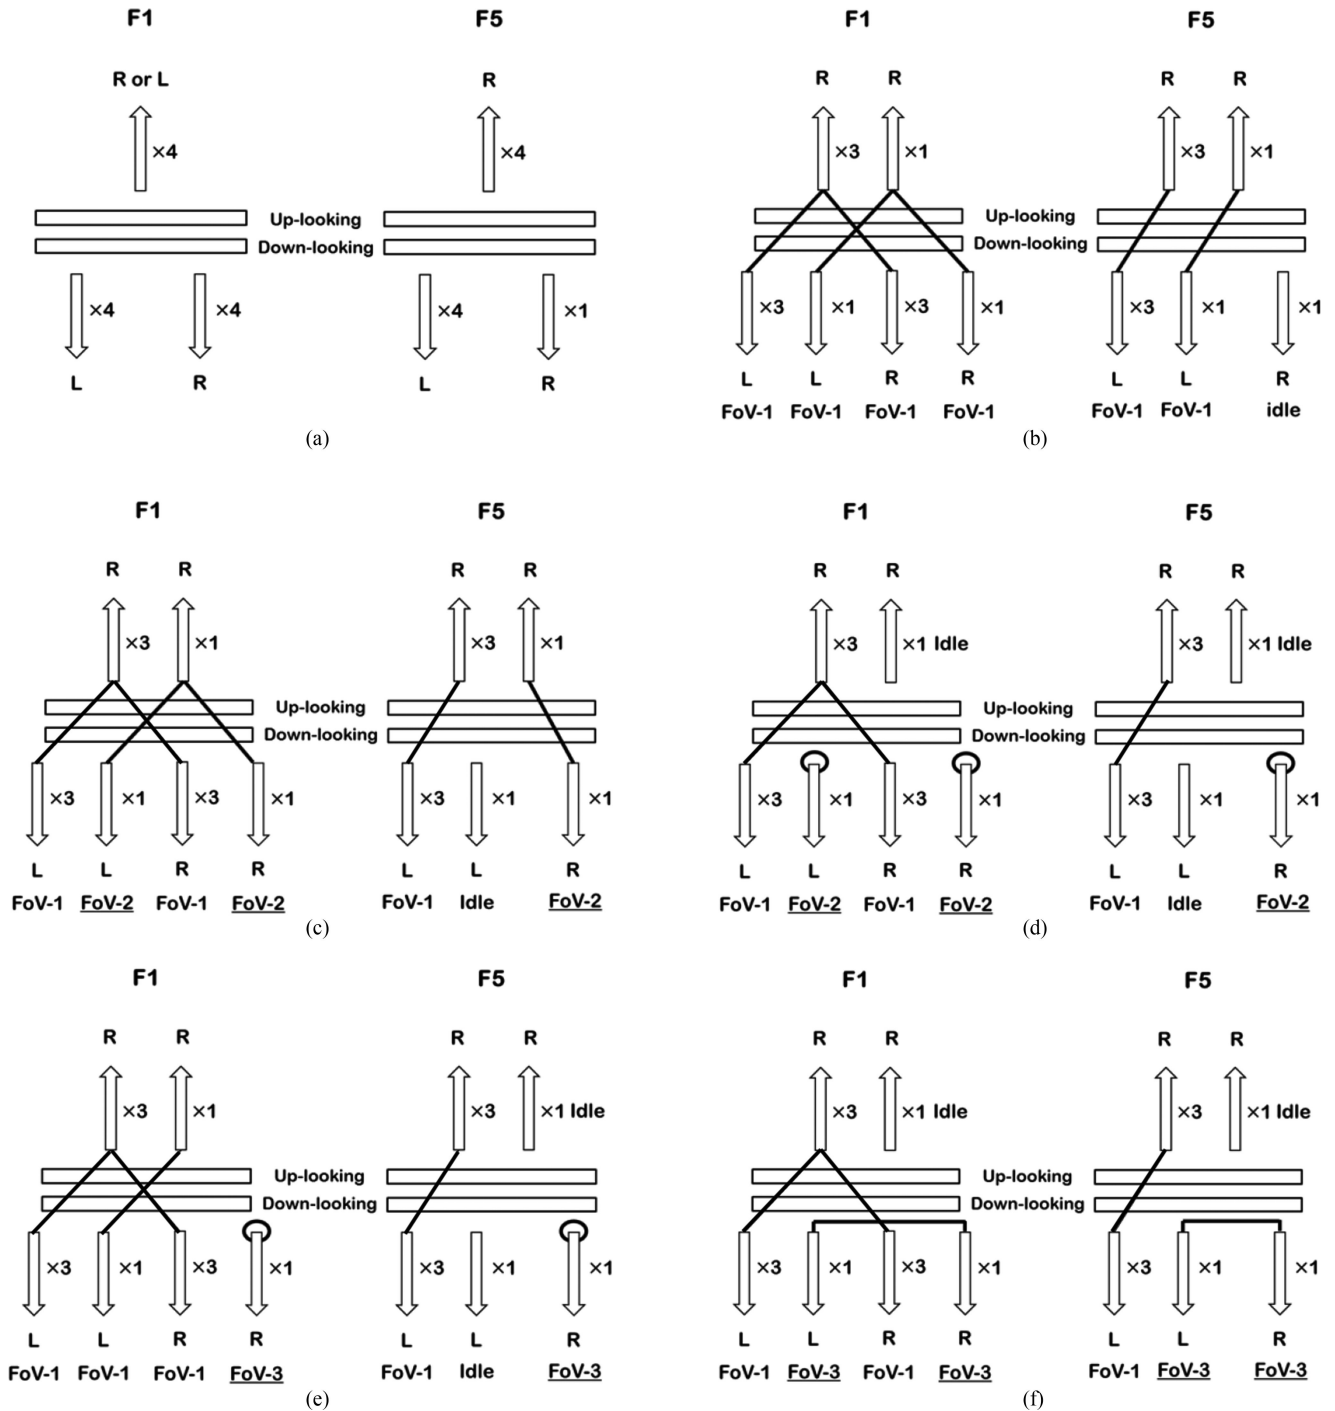 F1 F5
R or L R
×4 ×4
Up-looking
Down-looking
×4 ×4 ×4 ×1
L R L R
(a)
F1 F5
R R R R
×3 ×1 ×3 ×1
Up-looking
Down-looking
×3 ×1 ×3 ×1 ×3 ×1 ×1
L L R R L L R
FoV-1 FoV-1 FoV-1 FoV-1 FoV-1 FoV-1 idle
(b)
F1 F5
R R R R
×3 ×1 ×3 ×1
Up-looking
Down-looking
×3 ×1 ×3 ×1 ×3 ×1 ×1
L L R R L L R
FoV-1 FoV-2 FoV-1 FoV-2 FoV-1 Idle FoV-2
(c)
F1 F5
R R R R
×3 ×1 Idle ×3 ×1 Idle
Up-looking
Down-looking
×3 ×1 ×3 ×1 ×3 ×1 ×1
L L R R L L R
FoV-1 FoV-2 FoV-1 FoV-2 FoV-1 Idle FoV-2
(d)
F1 F5
R R R R
×3 ×1 ×3 ×1 Idle
Up-looking
Down-looking
×3 ×1 ×3 ×1 ×3 ×1 ×1
L L R R L L R
FoV-1 FoV-1 FoV-1 FoV-3 FoV-1 Idle FoV-3
(e)
F1 F5
R R R R
×3 ×1 Idle ×3 ×1 Idle
Up-looking
Down-looking
×3 ×1 ×3 ×1 ×3 ×1 ×1
L L R R L L R
FoV-1 FoV-3 FoV-1 FoV-3 FoV-1 FoV-3 FoV-3
(f)